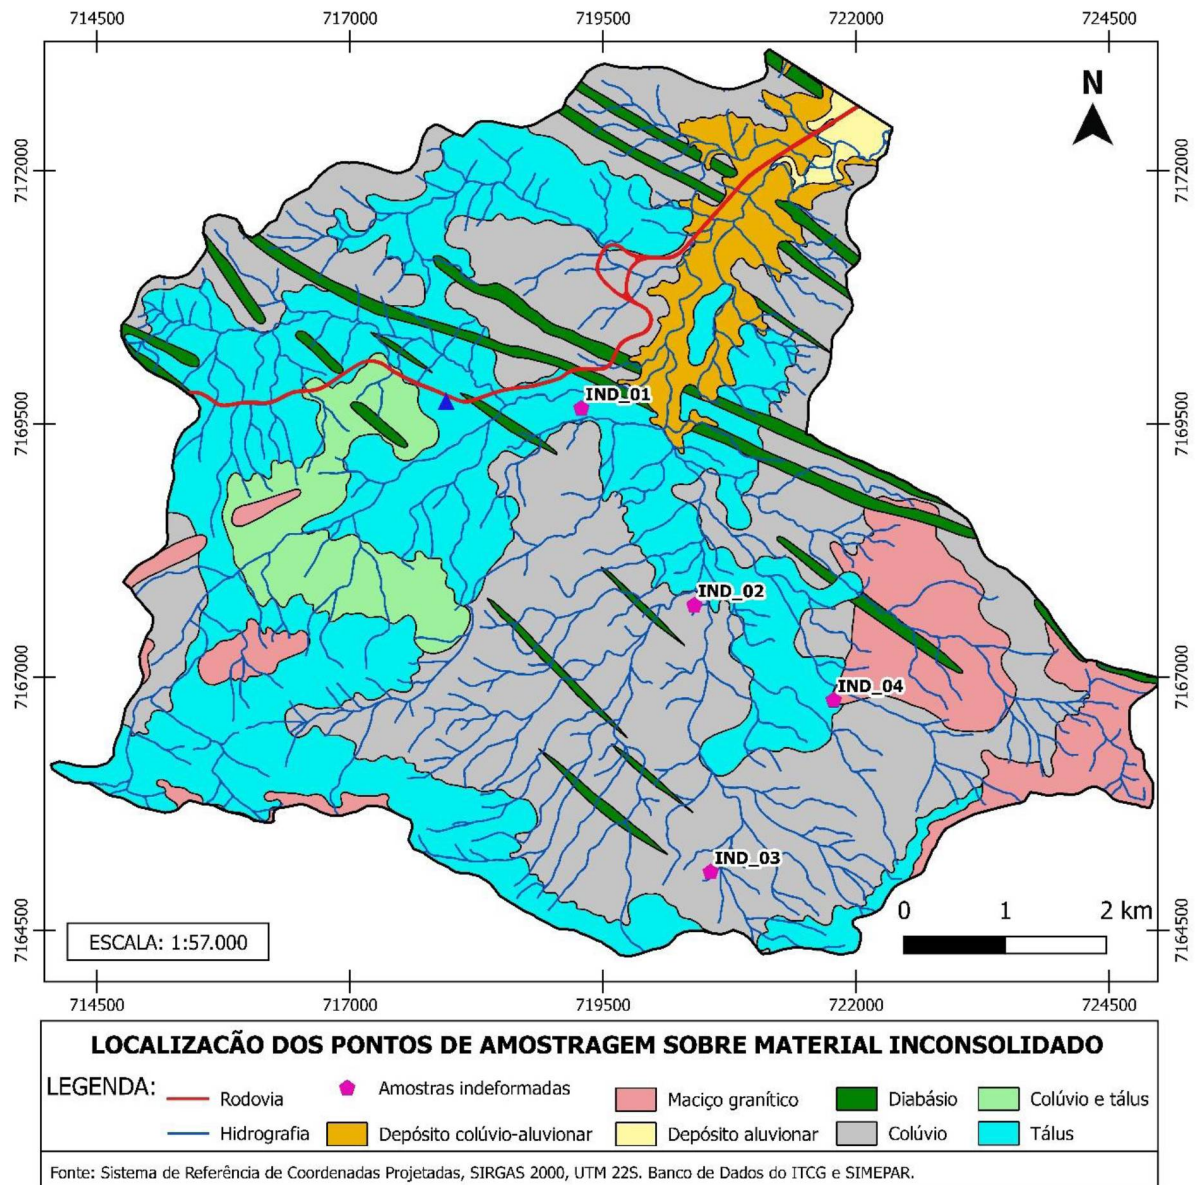 714500 717000 719500 722000 724500
N
7172000 7172000
7169500 7169500
IND_01
IND_02
7167000 7167000
IND_04
IND_03
0 1 2 km
7164500 7164500
ESCALA: 1:57.000
714500 717000 719500 722000 724500
LOCALIZACÃO DOS PONTOS DE AMOSTRAGEM SOBRE MATERIAL INCONSOLIDADO
LEGENDA:
Rodovia Amostras indeformadas Maciço granítico Diabásio Colúvio e tálus
Hidrografia Depósito colúvio-aluvionar Depósito aluvionar Colúvio Tálus
Fonte: Sistema de Referência de Coordenadas Projetadas, SIRGAS 2000, UTM 22S. Banco de Dados do ITCG e SIMEPAR.